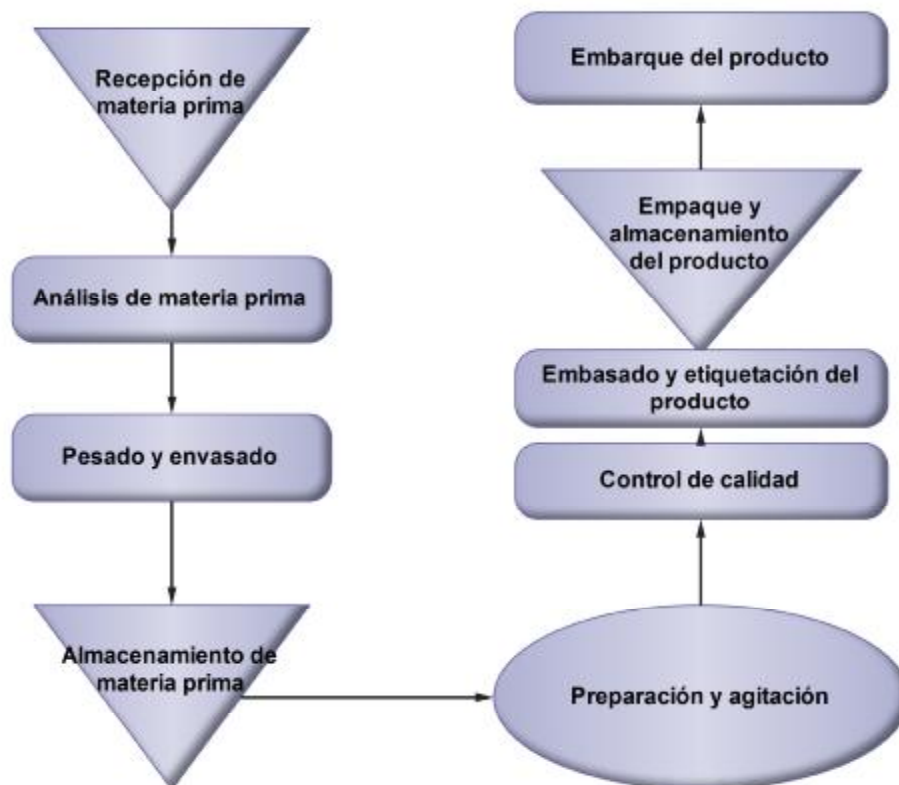 Recepción de
materia prima
Análisis de materia prima
Pesado y envasado
Almacenamiento de
materia prima
Preparación y agitación
Control de calidad
Embasado y etiquetación del
producto
Empaque y
almacenamiento
del producto
Embarque del producto